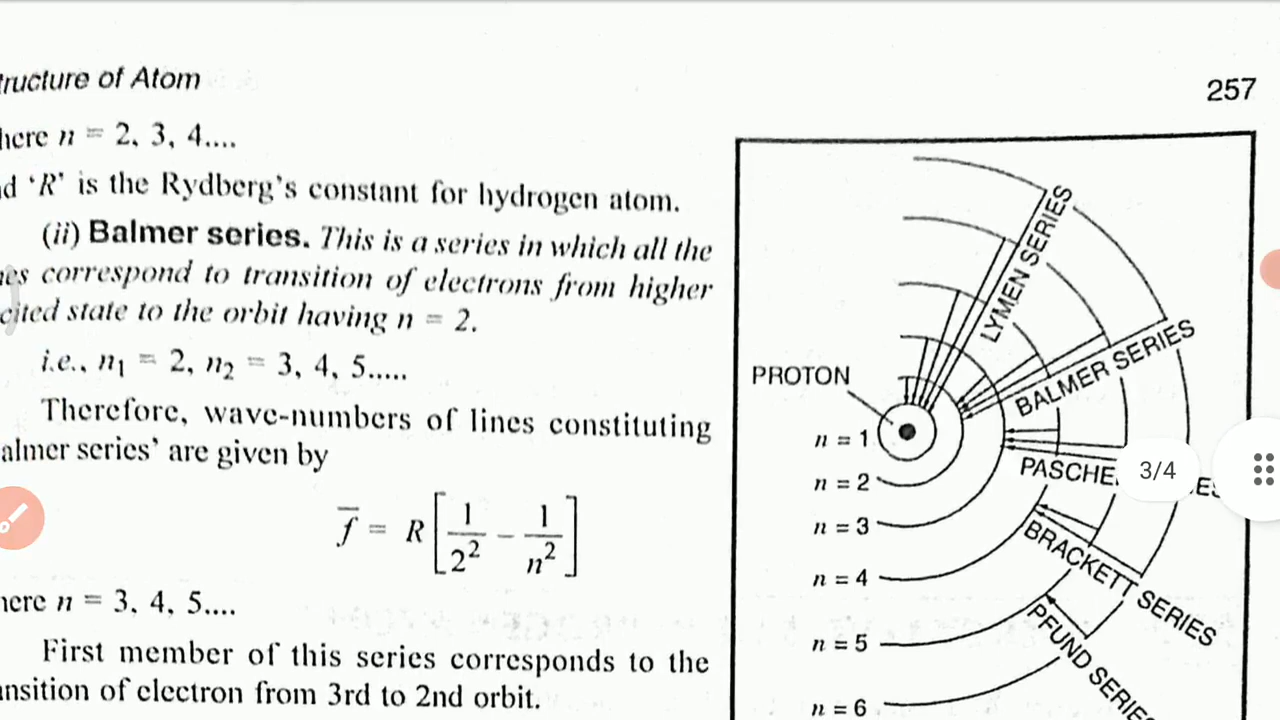 tructure of Atom
257
here n = 2, 3, 4....
d 'R' is the Rydberg's constant for hydrogen atom.
(ii) Balmer series. This is a series in which all the
nes correspond to transition of electrons from higher
cited state to the orbit having n = 2.
i.e., n₁ = 2, n₂ = 3, 4, 5.....
Therefore, wave-numbers of lines constituting
almer series' are given by
f̅ = R[1/2² − 1/n²]
here n = 3, 4, 5....
First member of this series corresponds to the
ansition of electron from 3rd to 2nd orbit.
LYMEN SERIES
BALMER SERIES
PROTON
PASCHE
ES
3/4
BRACKETT SERIES
PFUND SERIES
n = 1
n = 2
n = 3
n = 4
n = 5
n = 6